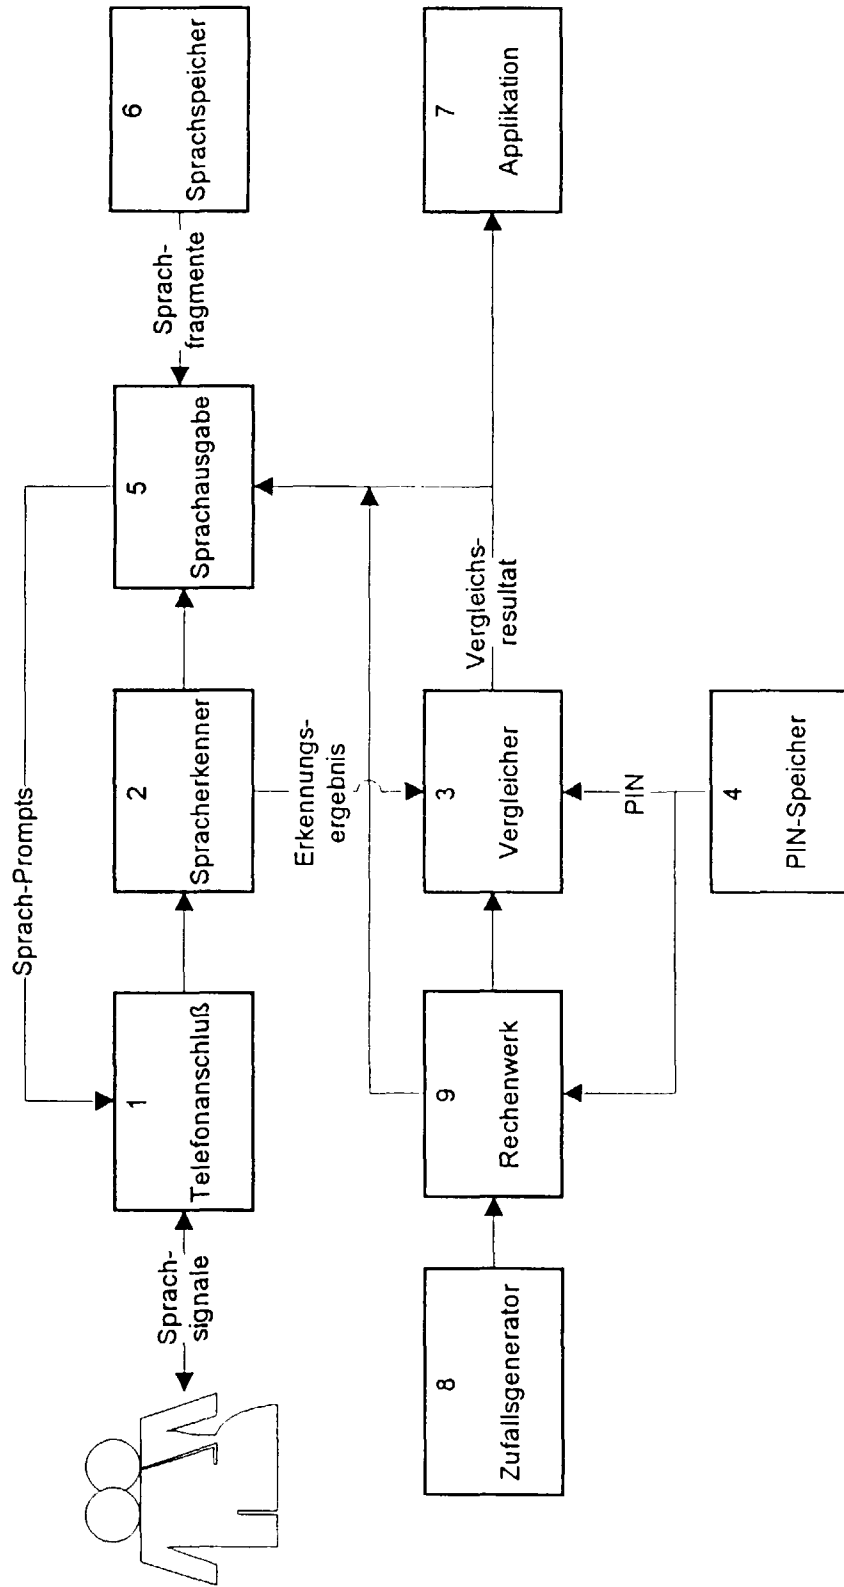 Sprach-Prompts
Sprach-
signale
1
Telefonanschluß
2
Spracherkenner
5
Sprachausgabe
Sprach-
fragmente
6
Sprachspeicher
Erkennungs-
ergebnis
8
Zufallsgenerator
9
Rechenwerk
3
Vergleicher
Vergleichs-
resultat
7
Applikation
PIN
4
PIN-Speicher